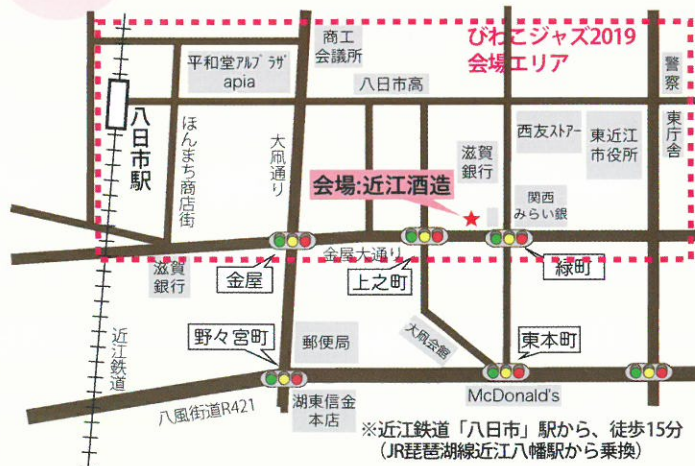 びわこジャズ2019
会場エリア
商工
会議所
平和堂アルプラザ
apia
八日市高
警察
八日市駅
ほんまち商店街
大凧通り
滋賀
銀行
西友ストアー
東近江
市役所
東庁舎
会場:近江酒造
関西
みらい銀
金屋大通り
滋賀
銀行
金屋
上之町
緑町
近江鉄道
野々宮町
郵便局
大凧会館
東本町
八風街道R421
湖東信金
本店
McDonald's
※近江鉄道「八日市」駅から、徒歩15分
(JR琵琶湖線近江八幡駅から乗換)